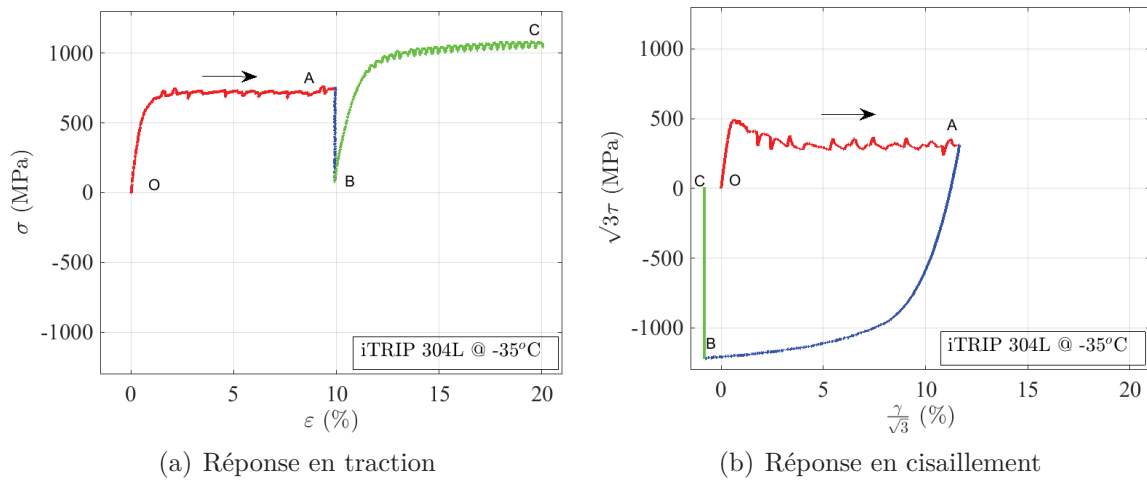 1000
500
0
-500
-1000
σ (MPa)
O
A
B
C
iTRIP 304L @ -35°C
0
5
10
15
20
ε (%)
(a) Réponse en traction
1000
500
0
-500
-1000
√3τ (MPa)
A
C
O
B
iTRIP 304L @ -35°C
0
5
10
15
20
γ/√3 (%)
(b) Réponse en cisaillement